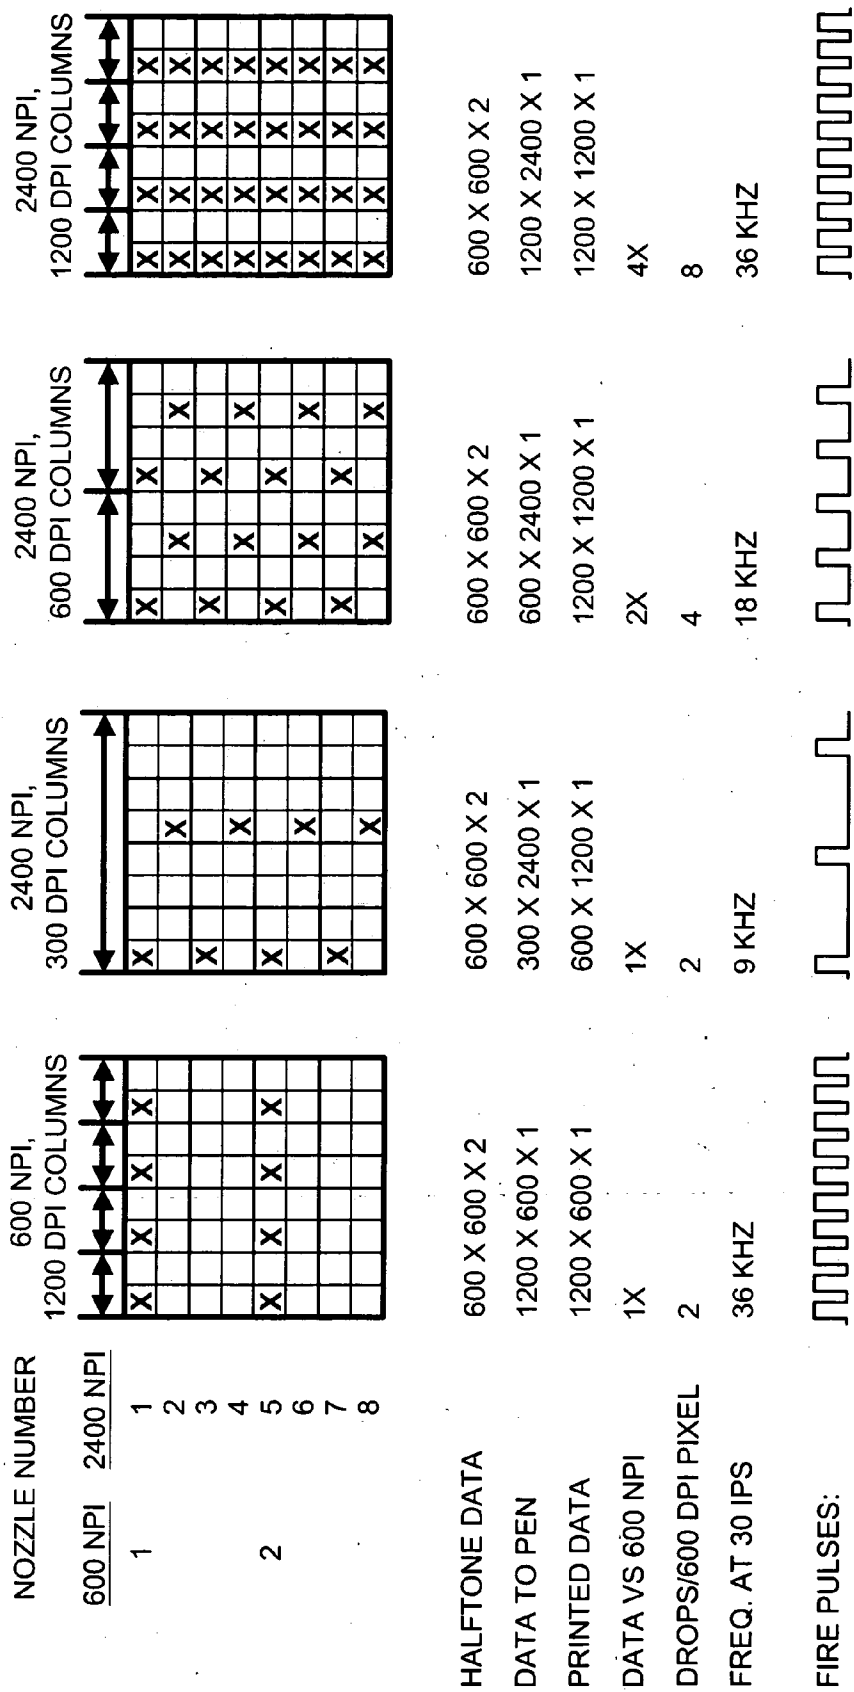 NOZZLE NUMBER
600 NPI 2400 NPI
600 NPI,
1200 DPI COLUMNS
2400 NPI,
300 DPI COLUMNS
2400 NPI,
600 DPI COLUMNS
2400 NPI,
1200 DPI COLUMNS
1 1 X X X X X X X X X X X
2 X X X X X X X
3 X X X X X X X
4 X X X X X X X
2 5 X X X X X X X X X X X
6 X X X X X X X
7 X X X X X X X
8 X X X X X X X
HALFTONE DATA 600 X 600 X 2 600 X 600 X 2 600 X 600 X 2 600 X 600 X 2
DATA TO PEN 1200 X 600 X 1 300 X 2400 X 1 600 X 2400 X 1 1200 X 2400 X 1
PRINTED DATA 1200 X 600 X 1 600 X 1200 X 1 1200 X 1200 X 1 1200 X 1200 X 1
DATA VS 600 NPI 1X 1X 2X 4X
DROPS/600 DPI PIXEL 2 2 4 8
FREQ. AT 30 IPS 36 KHZ 9 KHZ 18 KHZ 36 KHZ
FIRE PULSES: